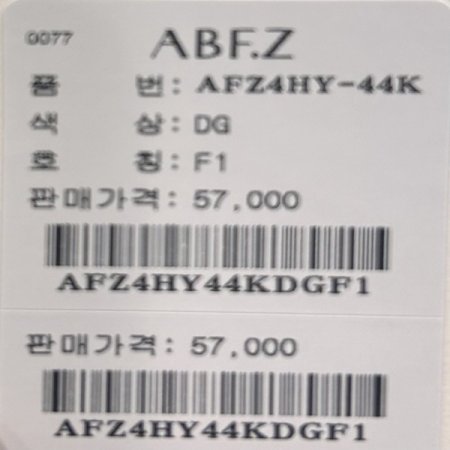 0077 ABF.Z
품 번: AFZ4HY-44K
색 상: DG
호 칭: F1
판매가격: 57,000
AFZ4HY44KDGF1
판매가격: 57,000
AFZ4HY44KDGF1